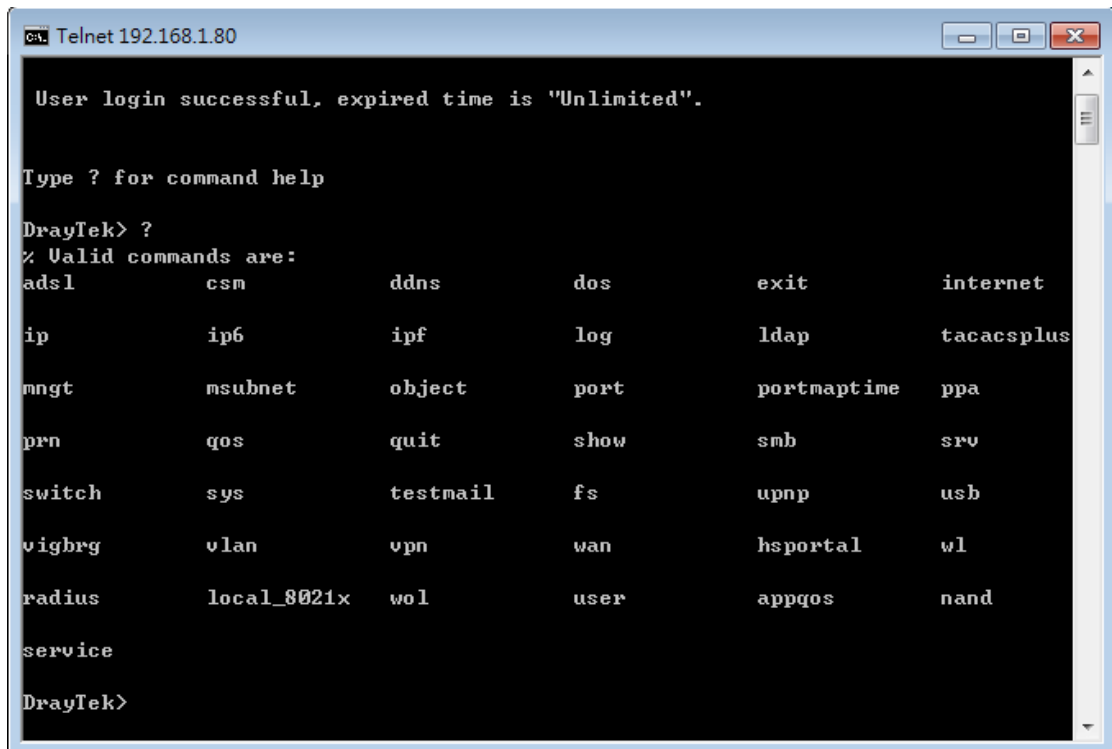 Telnet 192.168.1.80
User login successful, expired time is "Unlimited".
Type ? for command help
DrayTek> ?
% Valid commands are:
adsl csm ddns dos exit internet
ip ip6 ipf log ldap tacacsplus
mngt msubnet object port portmaptime ppa
prn qos quit show smb srv
switch sys testmail fs upnp usb
vigbrg vlan vpn wan hsportal wl
radius local_8021x wol user appqos nand
service
DrayTek>